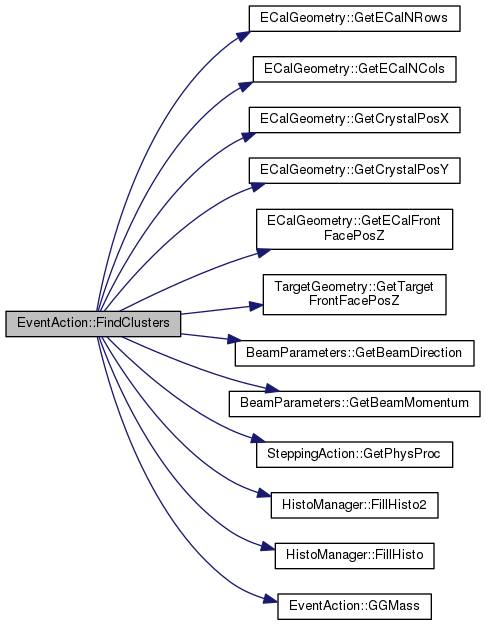 ECalGeometry::GetECalNRows
ECalGeometry::GetECalNCols
ECalGeometry::GetCrystalPosX
ECalGeometry::GetCrystalPosY
ECalGeometry::GetECalFront
FacePosZ
TargetGeometry::GetTarget
FrontFacePosZ
EventAction::FindClusters
BeamParameters::GetBeamDirection
BeamParameters::GetBeamMomentum
SteppingAction::GetPhysProc
HistoManager::FillHisto2
HistoManager::FillHisto
EventAction::GGMass